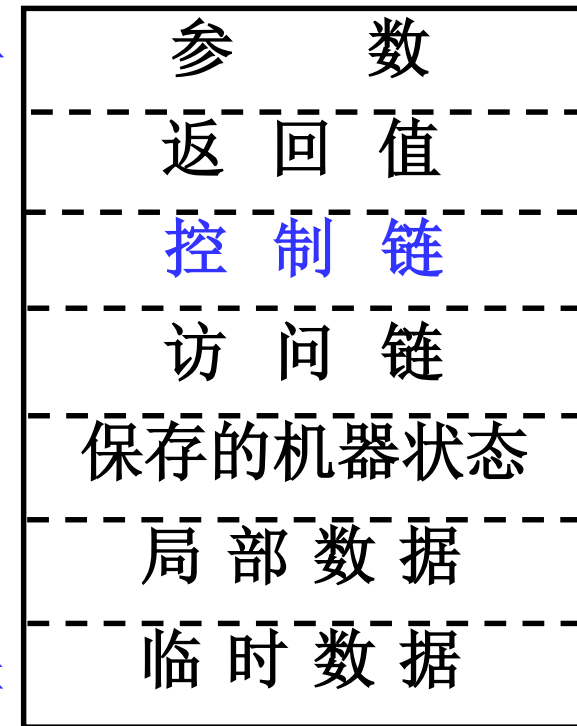 参 数
返 回 值
控 制 链
访 问 链
保存的机器状态
局 部 数 据
临 时 数 据